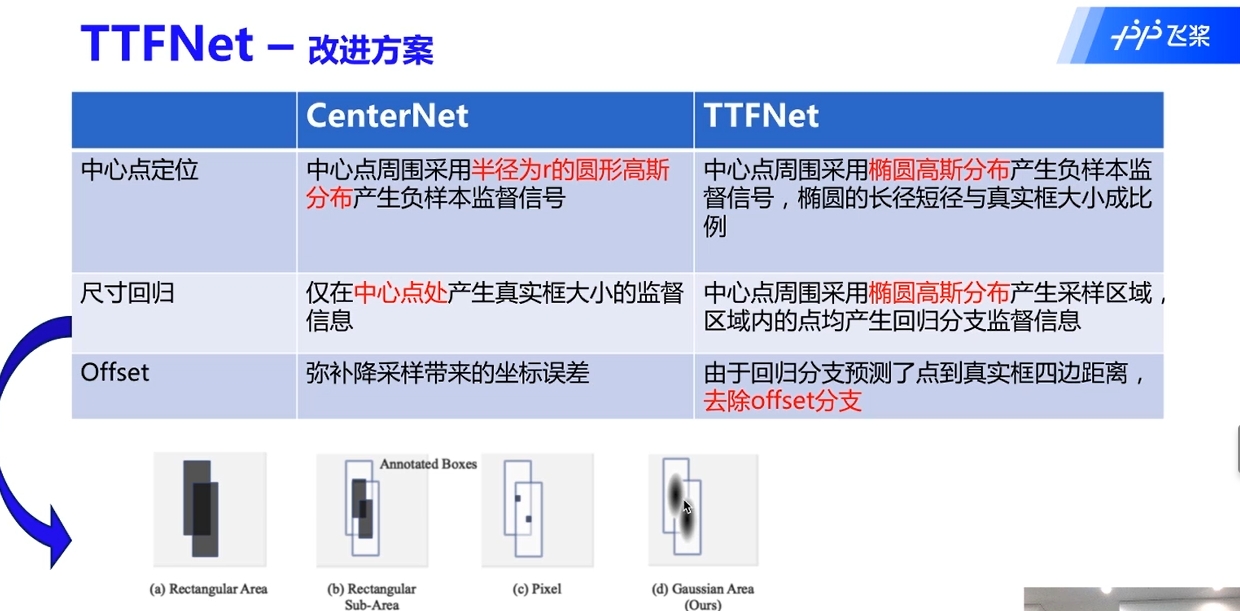 TTFNet – 改进方案
飞桨
CenterNet
TTFNet
中心点定位
中心点周围采用半径为r的圆形高斯
分布产生负样本监督信号
中心点周围采用椭圆高斯分布产生负样本监
督信号，椭圆的长径短径与真实框大小成比
例
尺寸回归
仅在中心点处产生真实框大小的监督
信息
中心点周围采用椭圆高斯分布产生采样区域，
区域内的点均产生回归分支监督信息
Offset
弥补降采样带来的坐标误差
由于回归分支预测了点到真实框四边距离，
去除offset分支
Annotated Boxes
(a) Rectangular Area
(b) Rectangular
Sub-Area
(c) Pixel
(d) Gaussian Area
(Ours)